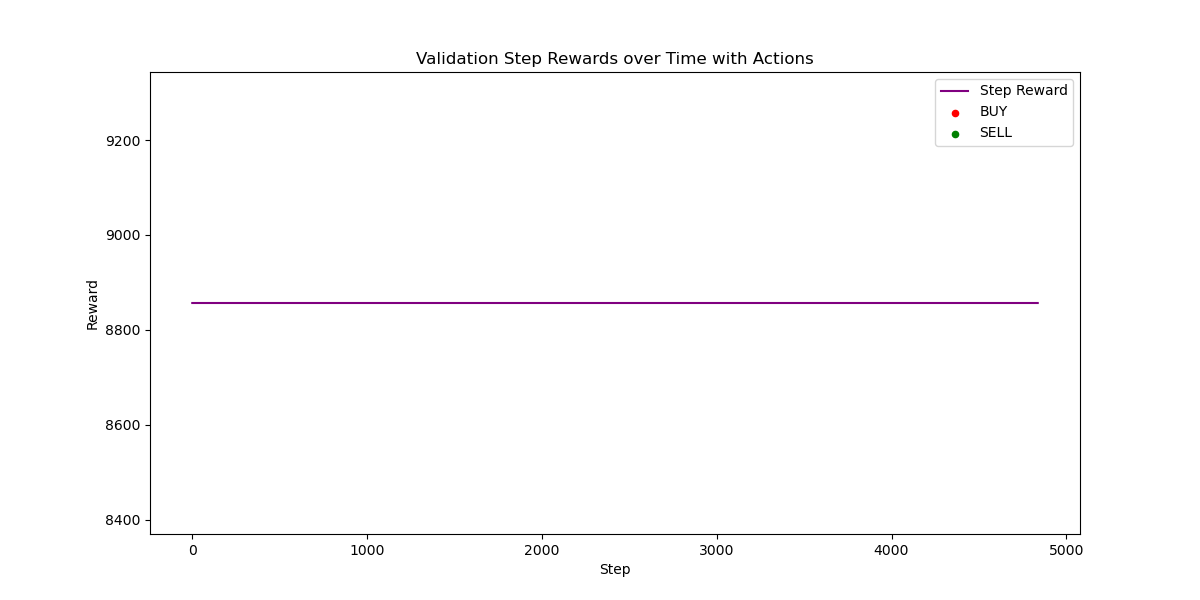 Validation Step Rewards over Time with Actions
Step Reward
BUY
SELL
9200
9000
8800
8600
8400
Reward
0 1000 2000 3000 4000 5000
Step